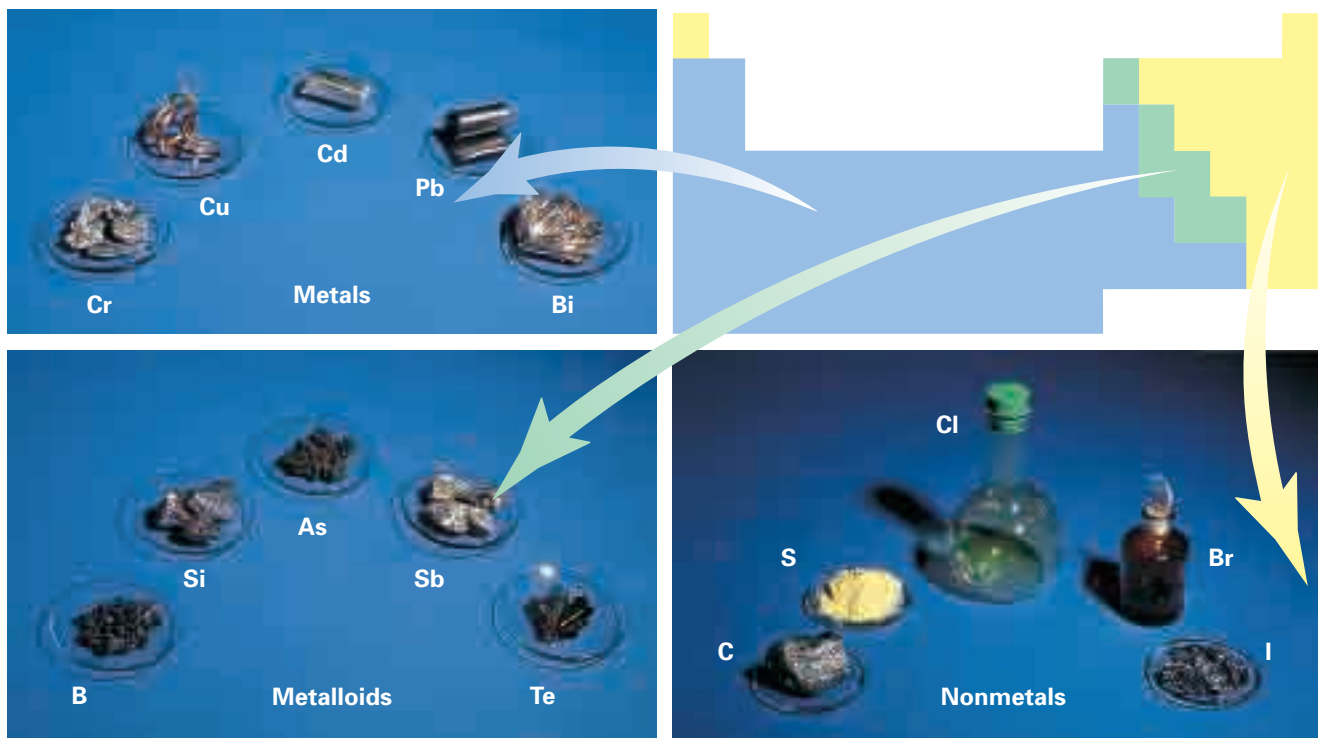 Cd
Pb
Cu
Cr
Metals
Bi
As
Si
Sb
B
Metalloids
Te
Cl
S
Br
C
I
Nonmetals